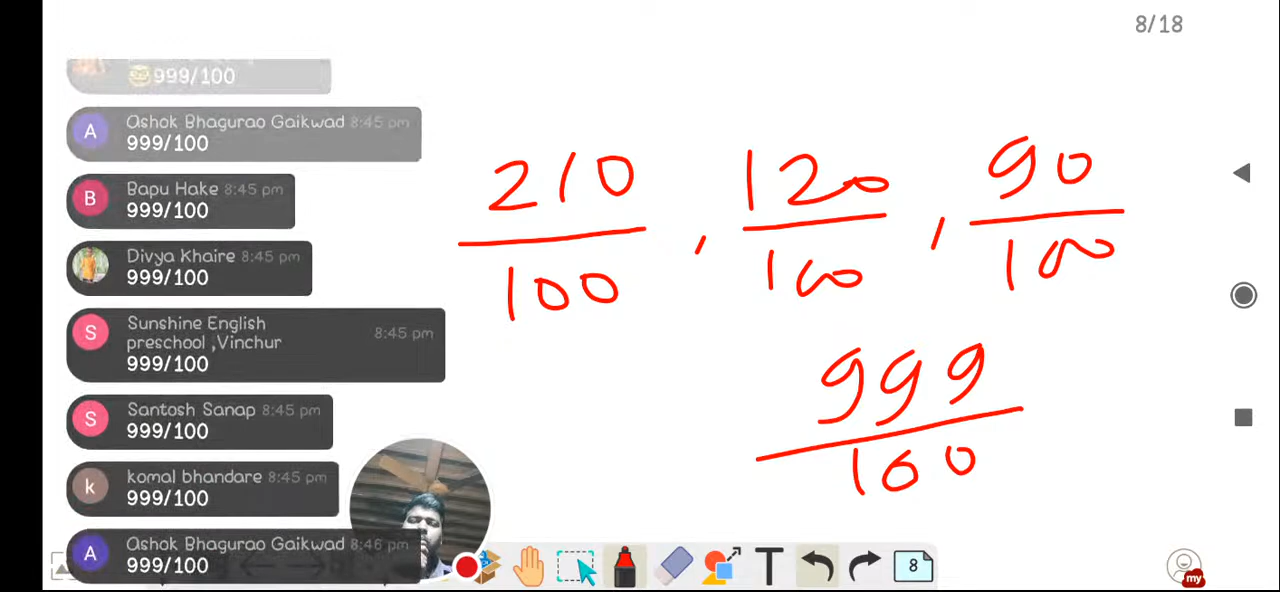 8/18
999/100
Ashok Bhagurao Gaikwad 8:45 pm
999/100
Bapu Hake 8:45 pm
999/100
Divya Khaire 8:45 pm
999/100
Sunshine English
preschool ,Vinchur 8:45 pm
999/100
Santosh Sanap 8:45 pm
999/100
komal bhandare 8:45 pm
999/100
Ashok Bhagurao Gaikwad 8:46 pm
999/100
A
B
S
S
k
A
210/100 , 120/100 , 90/100
999/100
T
8
my